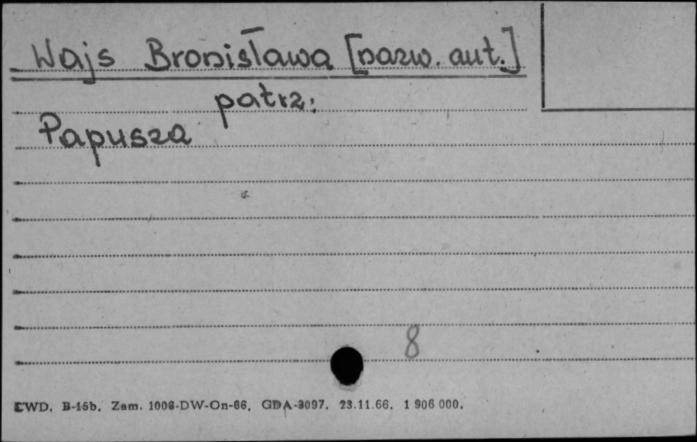 Wajs Bronisława [nazw. aut.]
patrz:
Papusza
8
CWD. B-15b. Zam. 1008-DW-On-66. GDA-3097. 23.11.66. 1 906 000.